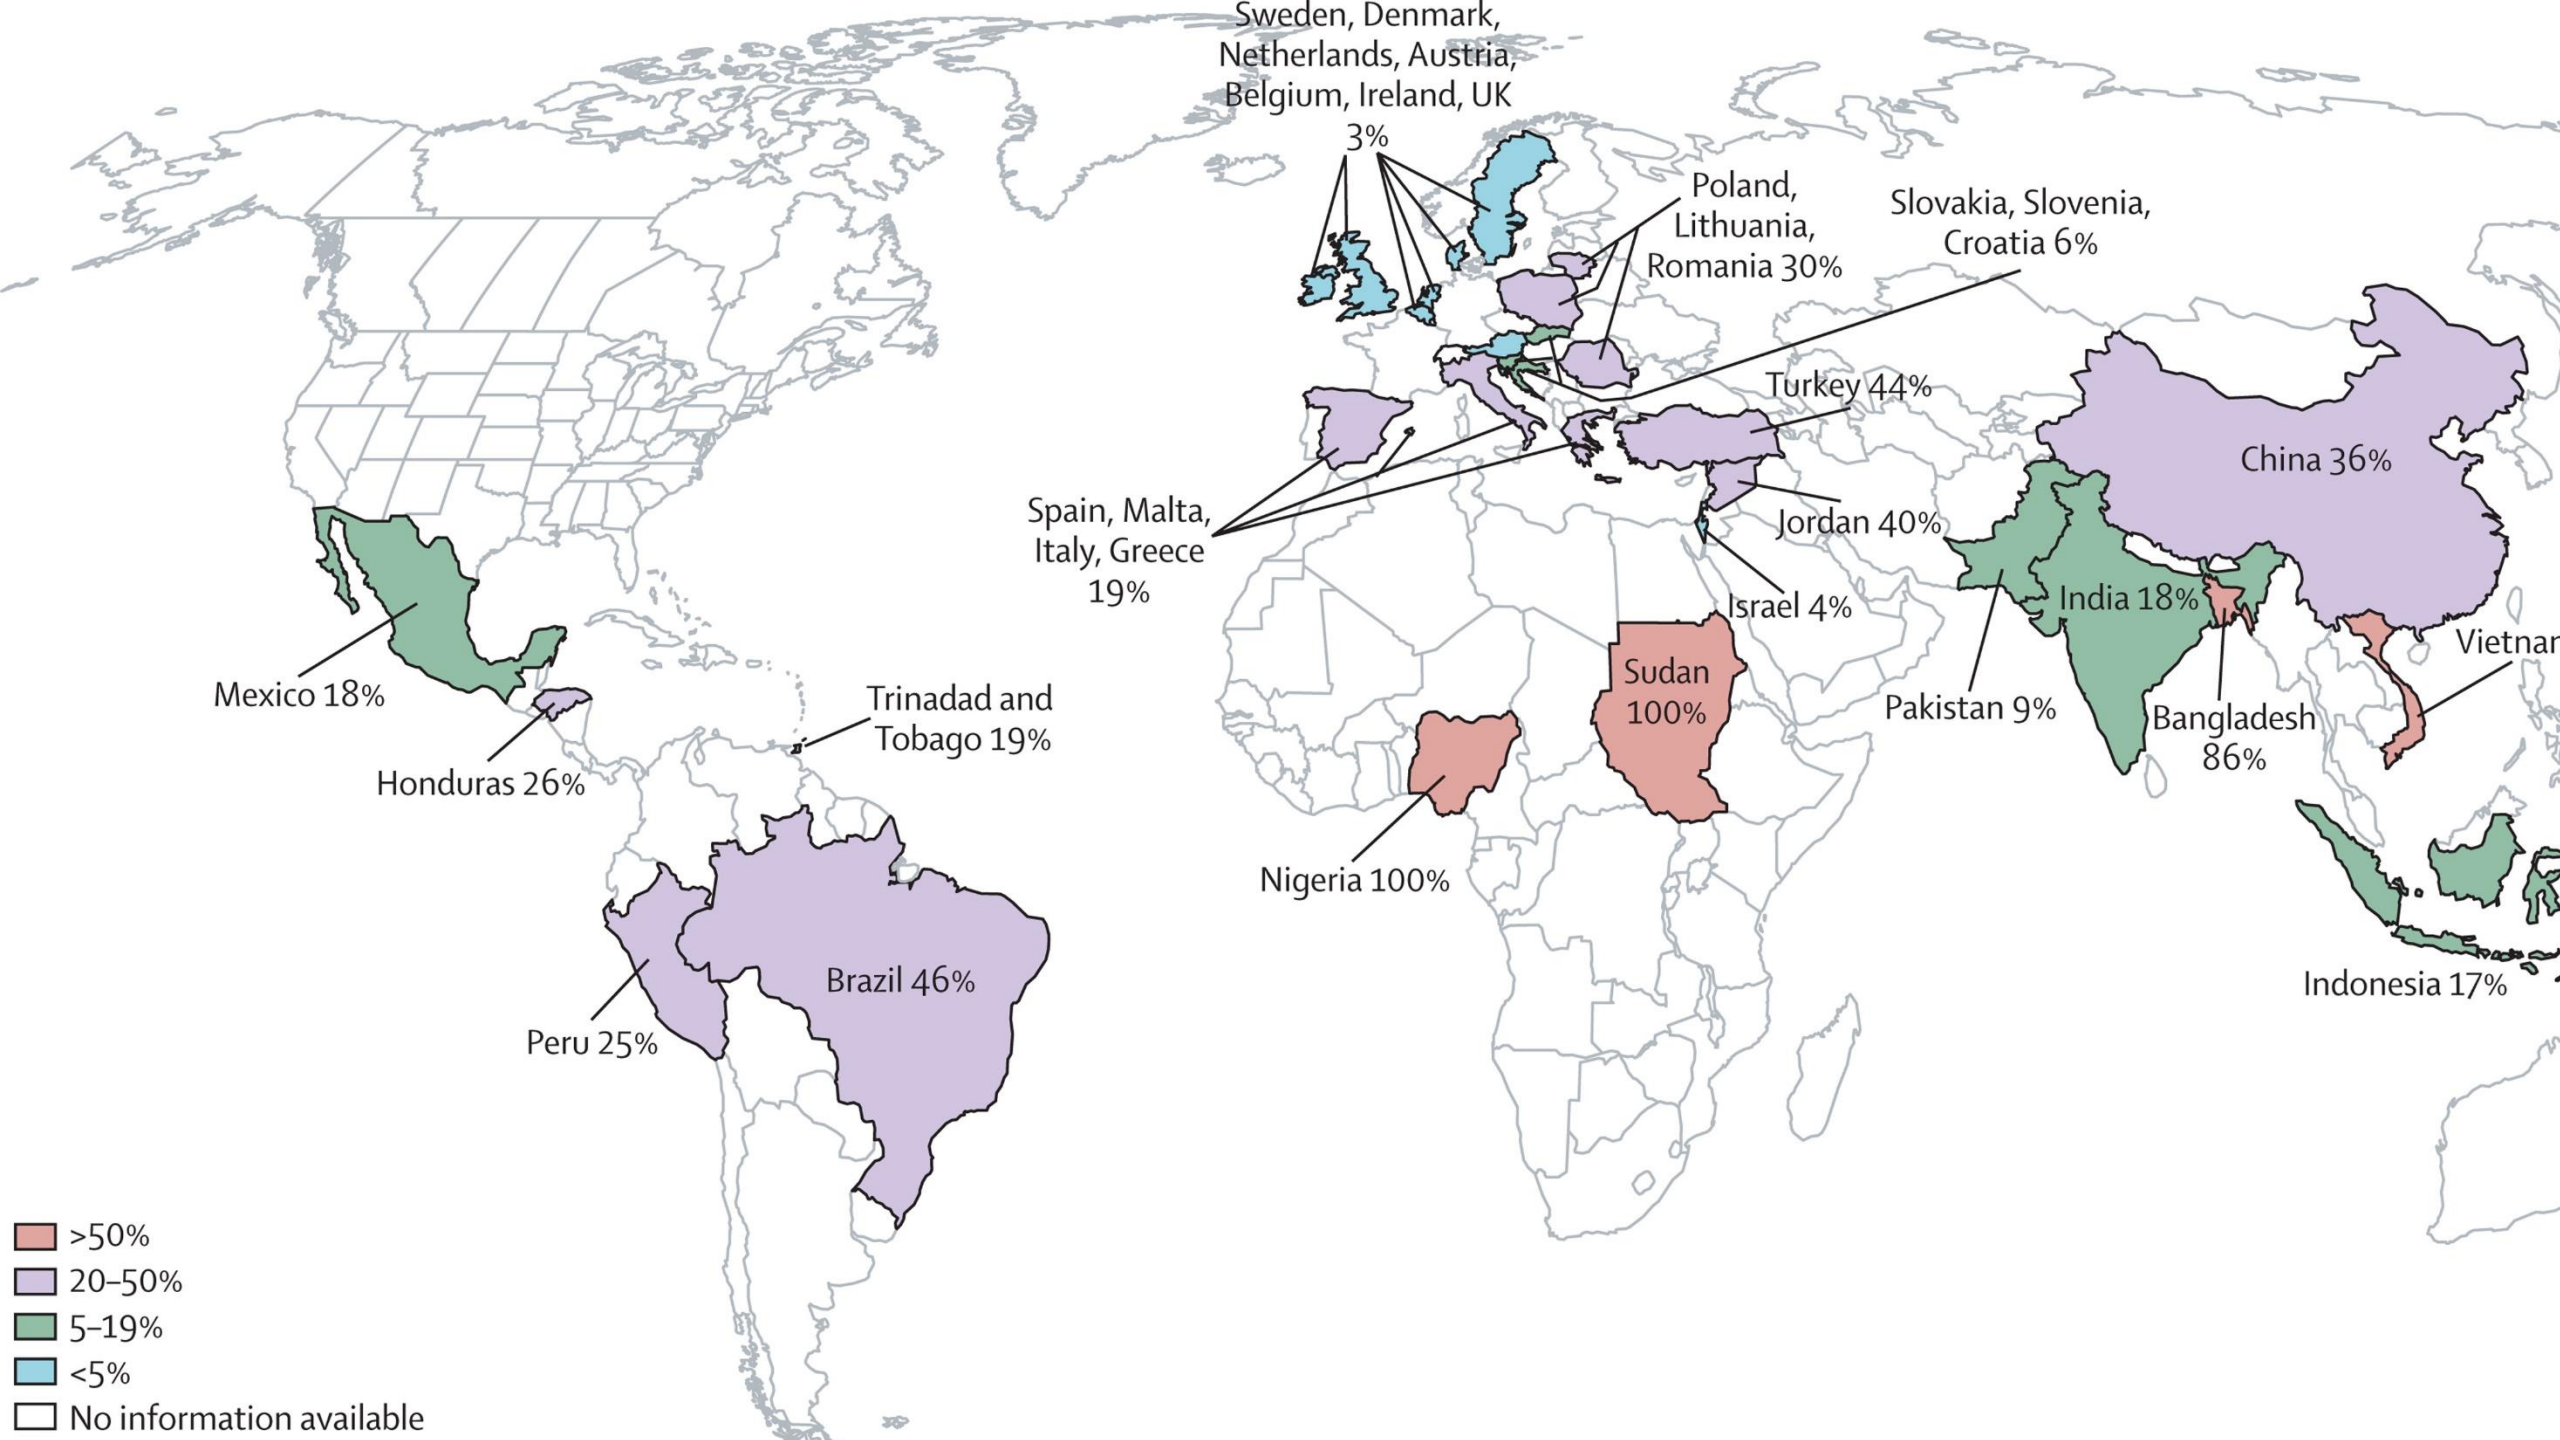 Sweden, Denmark,
Netherlands, Austria,
Belgium, Ireland, UK
3%
Poland,
Lithuania,
Romania 30%
Slovakia, Slovenia,
Croatia 6%
Turkey 44%
China 36%
Spain, Malta,
Italy, Greece
19%
Jordan 40%
Israel 4%
India 18%
Vietnar
Mexico 18%
Sudan
100%
Trinadad and
Tobago 19%
Pakistan 9%
Bangladesh
86%
Honduras 26%
Nigeria 100%
Brazil 46%
Indonesia 17%
Peru 25%
>50%
20–50%
5–19%
<5%
No information available